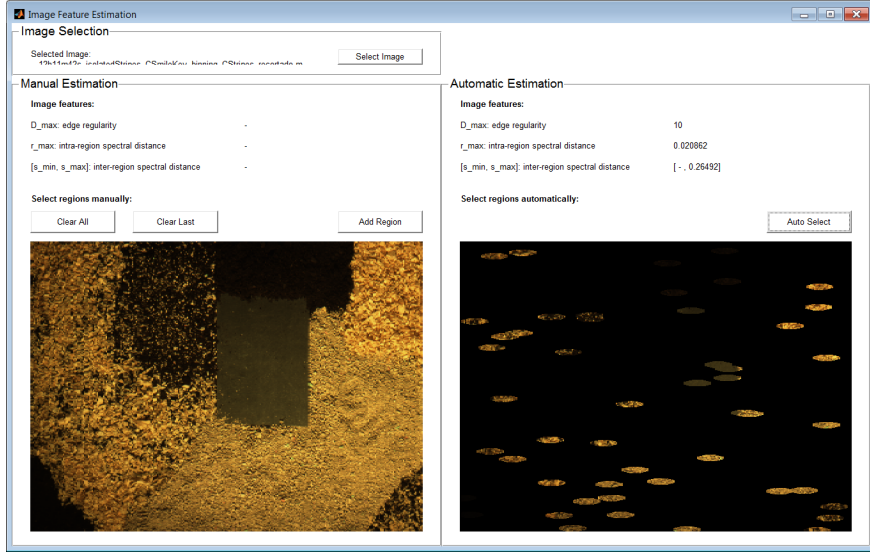 Image Feature Estimation
Image Selection
Selected Image:
12h11m42s_isolatedStripes_CSmileKey_binning_CStripes_recortado.m
Select Image
Manual Estimation
Image features:
D_max: edge regularity -
r_max: intra-region spectral distance -
[s_min, s_max]: inter-region spectral distance -
Select regions manually:
Clear All Clear Last Add Region
Automatic Estimation
Image features:
D_max: edge regularity 10
r_max: intra-region spectral distance 0.020862
[s_min, s_max]: inter-region spectral distance [ - , 0.26492]
Select regions automatically:
Auto Select